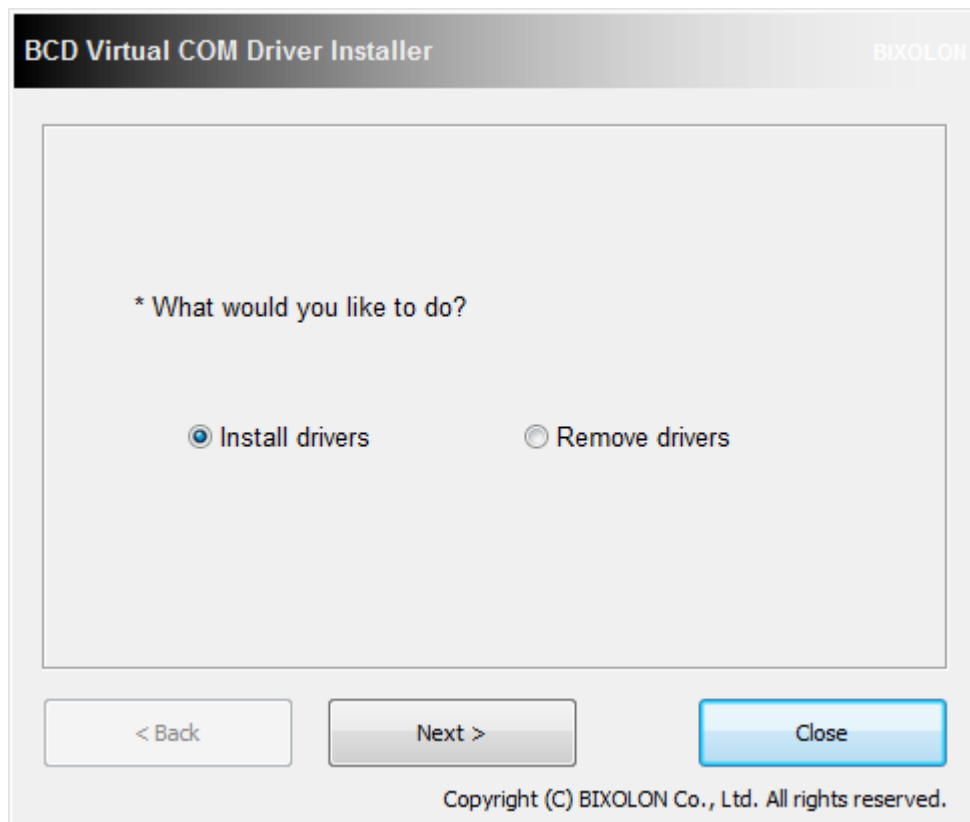 BCD Virtual COM Driver Installer BIXOLON
* What would you like to do?
Install drivers Remove drivers
< Back Next > Close
Copyright (C) BIXOLON Co., Ltd. All rights reserved.